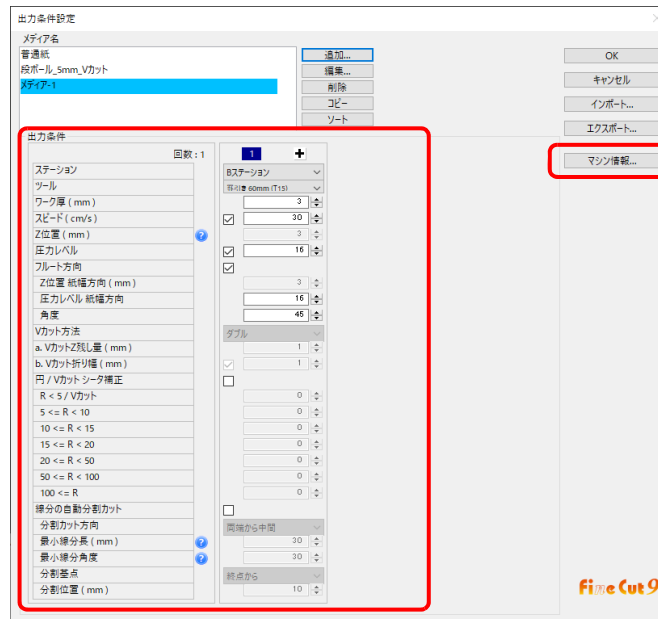 出力条件設定
メディア名
普通紙
段ボール_5mm_Vカット
メディア-1
追加...
編集...
削除
コピー
ソート
OK
キャンセル
インポート...
エクスポート...
マシン情報...
出力条件
回数 : 1
1 +
ステーション Bステーション
ツール 罫引き 60mm (T15)
ワーク厚 ( mm ) 3
スピード ( cm/s ) 30
Z位置 ( mm ) ? 3
圧力レベル 16
フルート方向
Z位置 紙幅方向 ( mm ) 3
圧力レベル 紙幅方向 16
角度 45
Vカット方法 ダブル
a. VカットZ残し量 ( mm ) 1
b. Vカット折り幅 ( mm ) 1
円 / Vカット シータ補正
R < 5 / Vカット 0
5 <= R < 10 0
10 <= R < 15 0
15 <= R < 20 0
20 <= R < 50 0
50 <= R < 100 0
100 <= R 0
線分の自動分割カット
分割カット方向 両端から中間
最小線分長 ( mm ) ? 30
最小線分角度 ? 30
分割基点 終点から
分割位置 ( mm ) 10
Fine Cut 9